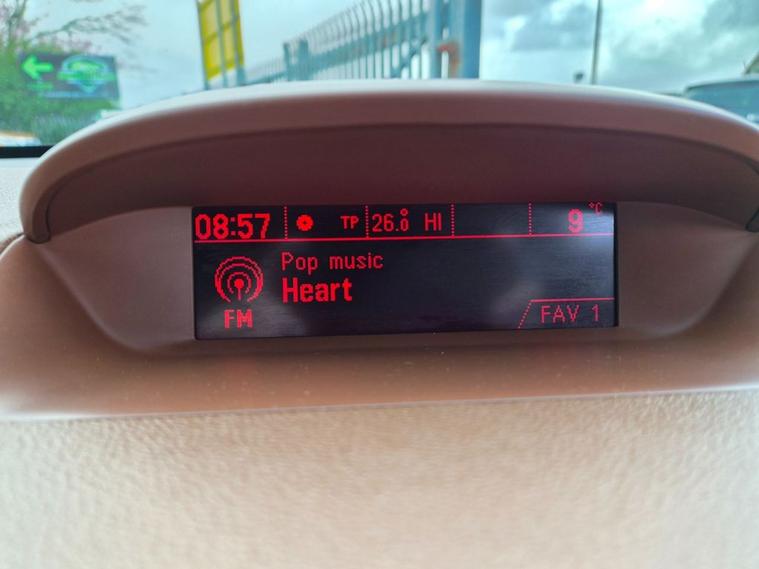 08:57 TP 26.0 HI 9 °C
Pop music
Heart
FM
FAV 1